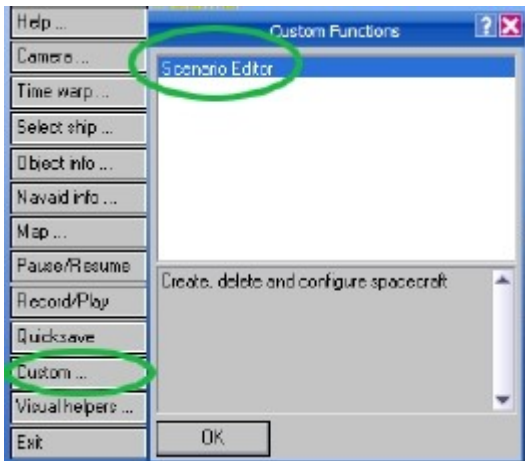 Help ...
Camera ...
Time warp ...
Select ship ...
Object info ...
Navaid info ...
Map ...
Pause/Resume
Record/Play
Quicksave
Custom ...
Visual helpers ...
Exit
Custom Functions
Scenario Editor
Create, delete and configure spacecraft
OK